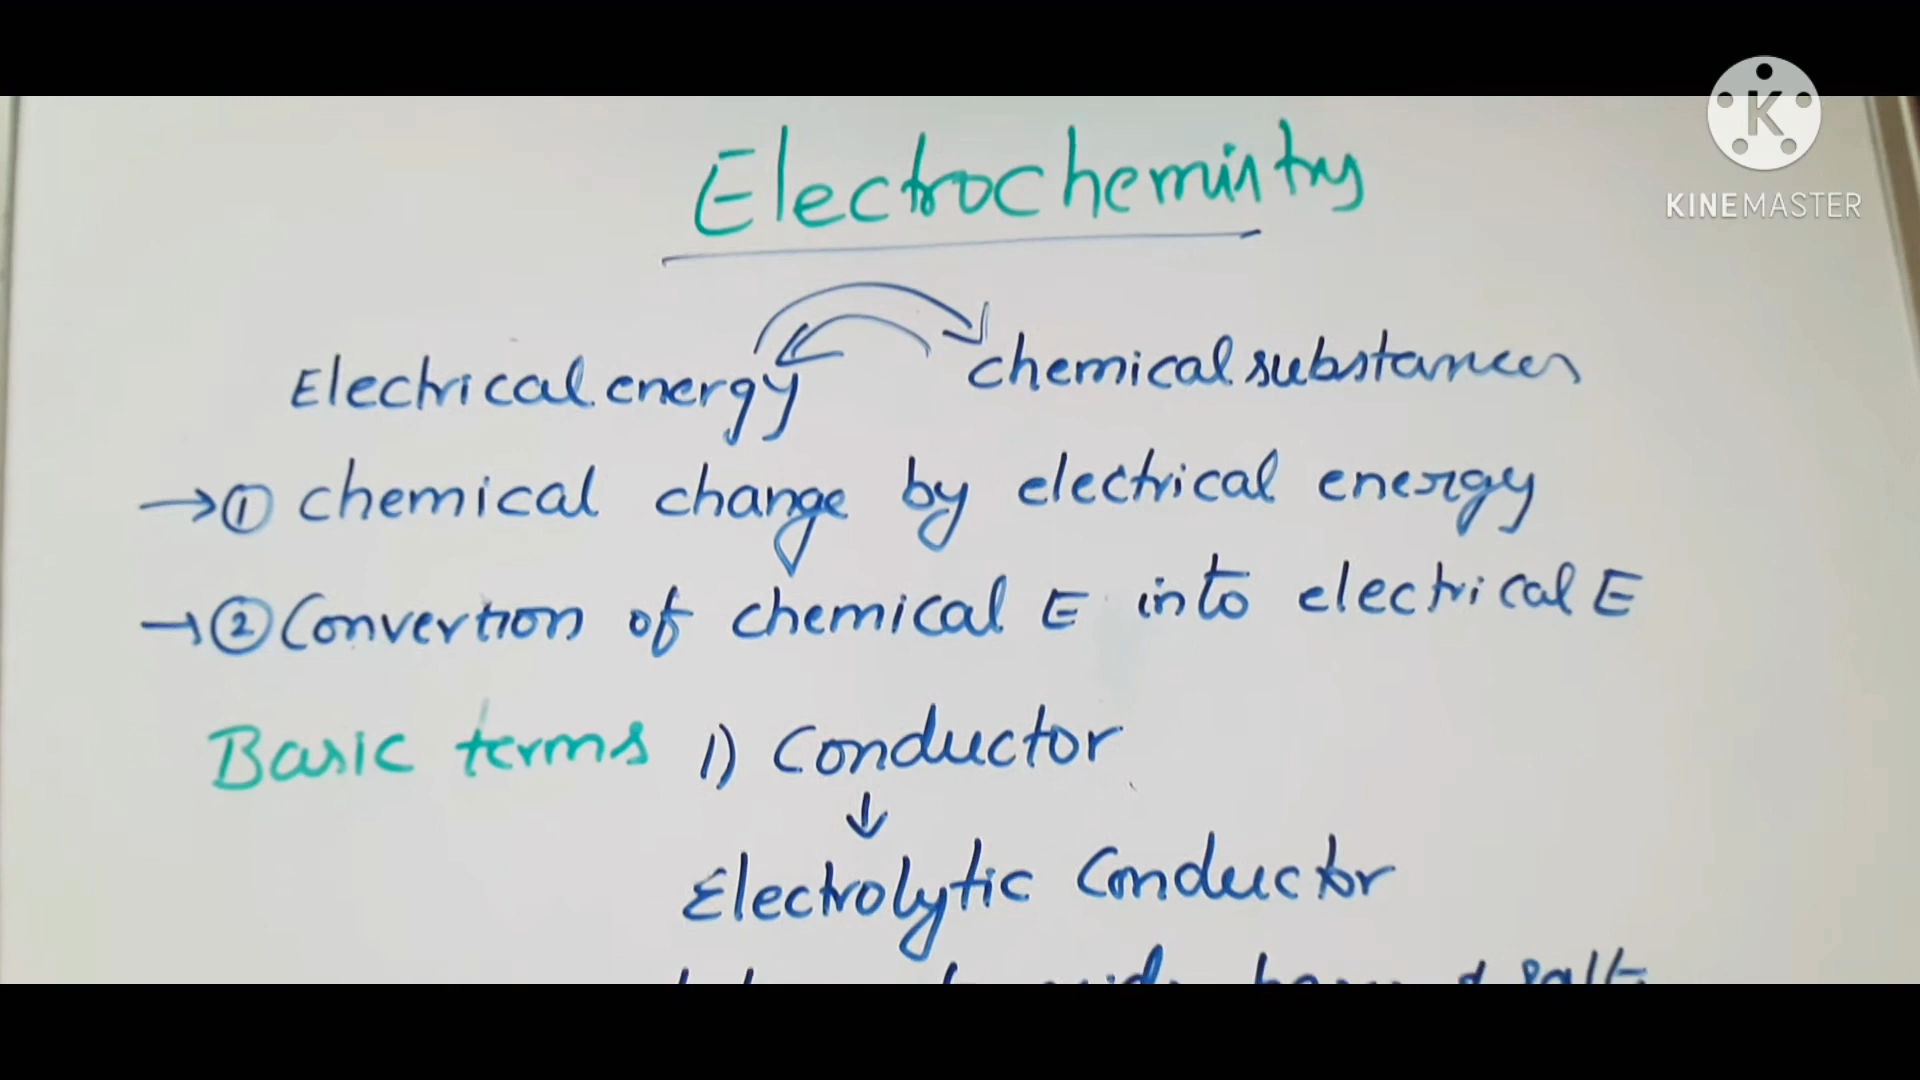 Electrochemistry
KINEMASTER
Electrical energy chemical substances
→ ① chemical change by electrical energy
→ ② Convertion of chemical E into electrical E
Basic terms 1) Conductor
↓
Electrolytic Conductor